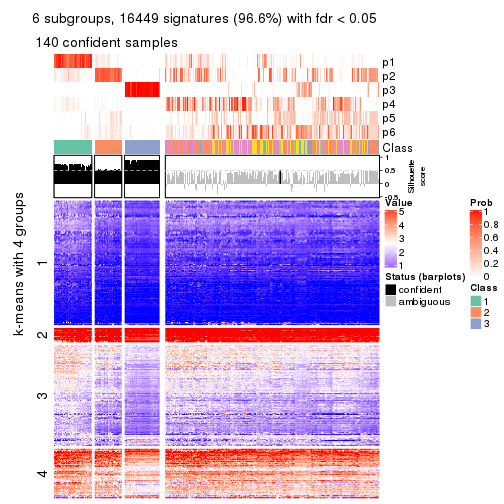 6 subgroups, 16449 signatures (96.6%) with fdr < 0.05
140 confident samples
p1
p2
p3
p4
p5
p6
Class
1
0.5
0
-0.5
Silhouette
score
k-means with 4 groups
1
2
3
4
Value
5
4
3
2
1
Status (barplots)
confident
ambiguous
Prob
1
0.8
0.6
0.4
0.2
0
Class
1
2
3